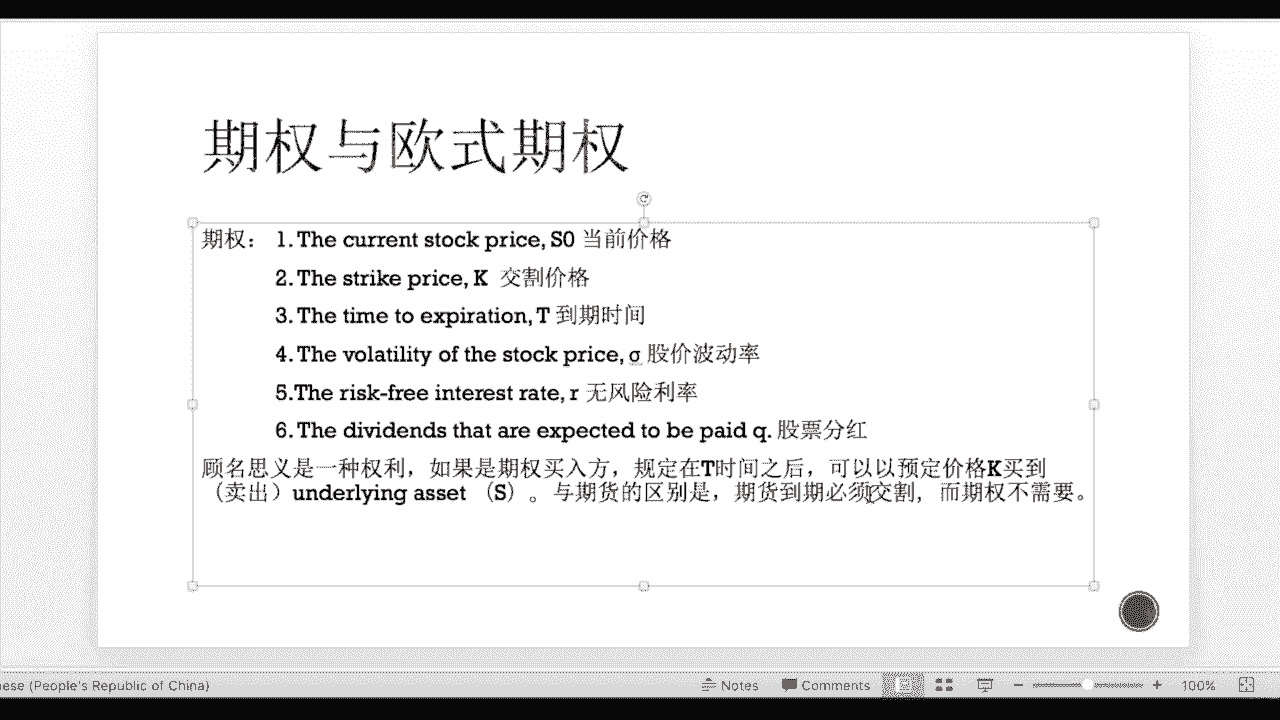 期权与欧式期权
期权： 1. The current stock price, S0 当前价格
2. The strike price, K 交割价格
3. The time to expiration, T 到期时间
4. The volatility of the stock price, σ 股价波动率
5.The risk-free interest rate, r 无风险利率
6. The dividends that are expected to be paid q. 股票分红
顾名思义是一种权利，如果是期权买入方，规定在T时间之后，可以以预定价格K买到
（卖出）underlying asset （S）。与期货的区别是，期货到期必须交割，而期权不需要。
ese (People's Republic of China) Notes Comments 100%